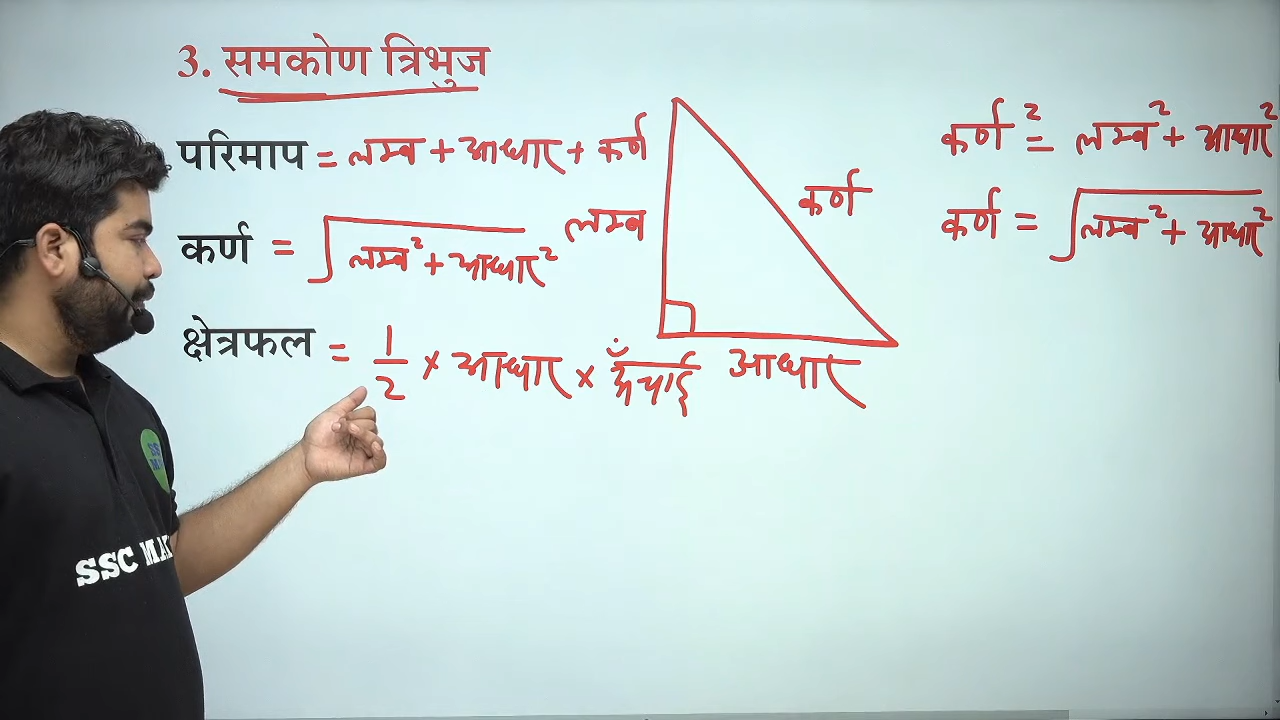 3. समकोण त्रिभुज
परिमाप = लम्ब + आधार + कर्ण
कर्ण = √लम्ब² + आधार²
क्षेत्रफल = 1/2 × आधार × ऊँचाई
लम्ब
कर्ण
आधार
कर्ण² = लम्ब² + आधार²
कर्ण = √लम्ब² + आधार²
SSC MA